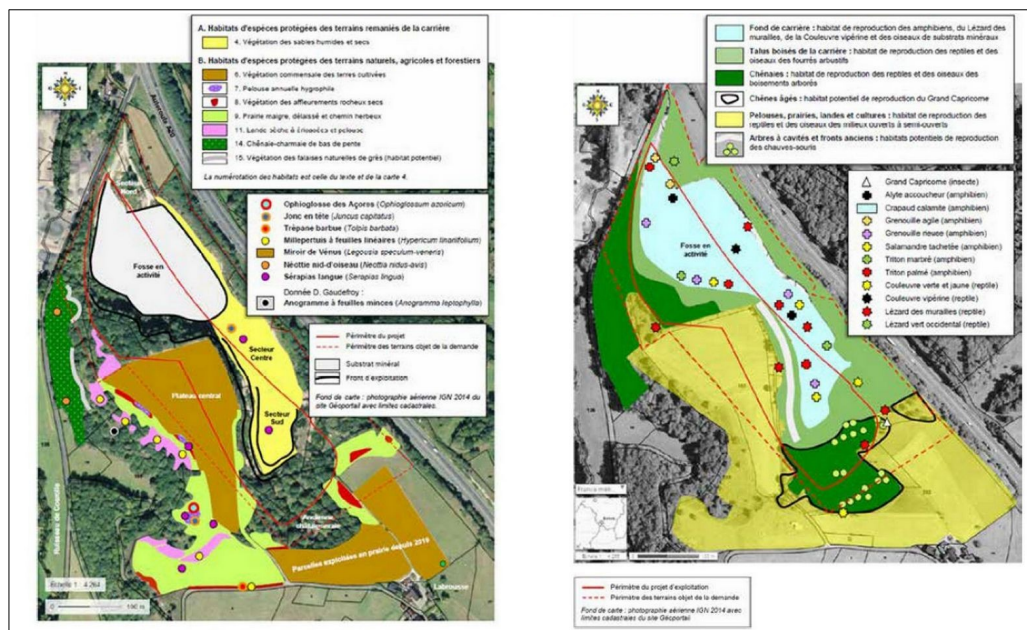 A. Habitats d'espèces protégées des terrains remaniés de la carrière
4. Végétation des sables humides et secs
B. Habitats d'espèces protégées des terrains naturels, agricoles et forestiers
6. Végétation commensale des terres cultivées
7. Pelouse annuelle hygrophile
8. Végétation des affleurements rocheux secs
9. Prairie maigre, délaissé et chemin herbeux
11. Lande sèche à éricacées et pelouse
14. Chênaie-charmaie de bas de pente
15. Végétation des falaises naturelles de grès (habitat potentiel)
La numérotation des habitats est celle du texte et de la carte 4.
Ophioglosse des Açores (Ophioglossum azoricum)
Jonc en tête (Juncus capitatus)
Trépane barbue (Tolpis barbata)
Millepertuis à feuilles linéaires (Hypericum linariifolium)
Miroir de Vénus (Legousia speculum-veneris)
Néottie nid-d'oiseau (Neottia nidus-avis)
Sérapias langue (Serapias lingua)
Donnée D. Gaudefroy :
Anogramme à feuilles minces (Anogramma leptophylla)
Périmètre du projet
Périmètre des terrains objet de la demande
Substrat minéral
Fronts d'exploitation
Fond de carte : photographie aérienne IGN 2014 du
site Géoportail avec limites cadastrales.
Autoroute A20
Secteur
Fosse en
activité
Secteur
Centre
Secteur
Sud
Plateau central
Ancienne
châtaigneraie
Parcelles exploitées en prairie depuis 2019
Labrousse
Ruisseau de
Echelle 1 : 4 264
0 100 m
Fond de carrière : habitat de reproduction des amphibiens, du Lézard des
murailles, de la Couleuvre vipérine et des oiseaux de substrats minéraux
Talus boisés de la carrière : habitat de reproduction des reptiles et des
oiseaux des fourrés arbustifs
Chênaies : habitat de reproduction des reptiles et des oiseaux des
boisements arborés
Chênes âgés : habitat potentiel de reproduction du Grand Capricorne
Pelouses, prairies, landes et cultures : habitat de reproduction des
reptiles et des oiseaux des milieux ouverts à semi-ouverts
Arbres à cavités et fronts anciens : habitats potentiels de reproduction
des chauves-souris
Grand Capricorne (insecte)
Alyte accoucheur (amphibien)
Crapaud calamite (amphibien)
Grenouille agile (amphibien)
Grenouille rieuse (amphibien)
Salamandre tachetée (amphibien)
Triton marbré (amphibien)
Triton palmé (amphibien)
Couleuvre verte et jaune (reptile)
Couleuvre vipérine (reptile)
Lézard des murailles (reptile)
Lézard vert occidental (reptile)
Fosse en
activité
Périmètre du projet d'exploitation
Périmètre des terrains objet de la demande
Fond de carte : photographie aérienne IGN 2014 avec
limites cadastrales du site Géoportail